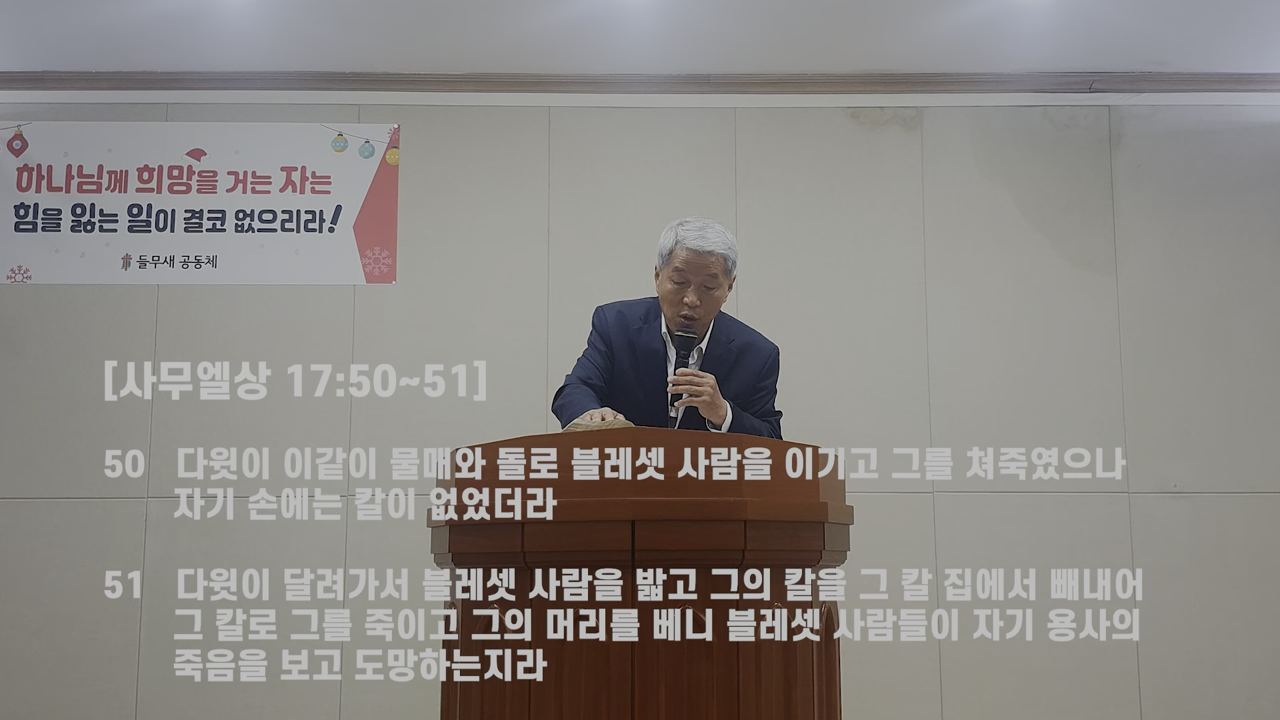 하나님께 희망을 거는 자는
힘을 잃는 일이 결코 없으리라!
들무새 공동체
[사무엘상 17:50~51]
50 다윗이 이같이 물매와 돌로 블레셋 사람을 이기고 그를 쳐죽였으나
자기 손에는 칼이 없었더라
51 다윗이 달려가서 블레셋 사람을 밟고 그의 칼을 그 칼 집에서 빼내어
그 칼로 그를 죽이고 그의 머리를 베니 블레셋 사람들이 자기 용사의
죽음을 보고 도망하는지라